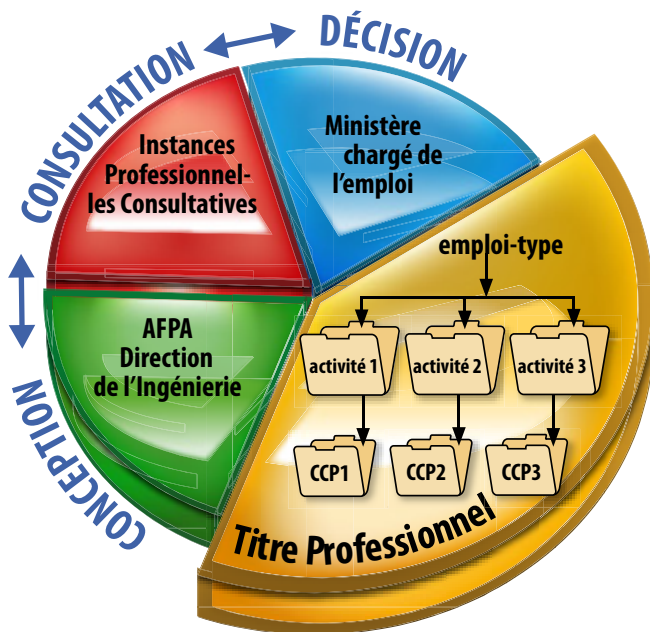 CONSULTATION
DÉCISION
Instances
Professionnel-
les Consultatives
Ministère
chargé de
l'emploi
AFPA
Direction
de l'Ingénierie
CONCEPTION
emploi-type
activité 1
activité 2
activité 3
CCP1
CCP2
CCP3
Titre Professionnel